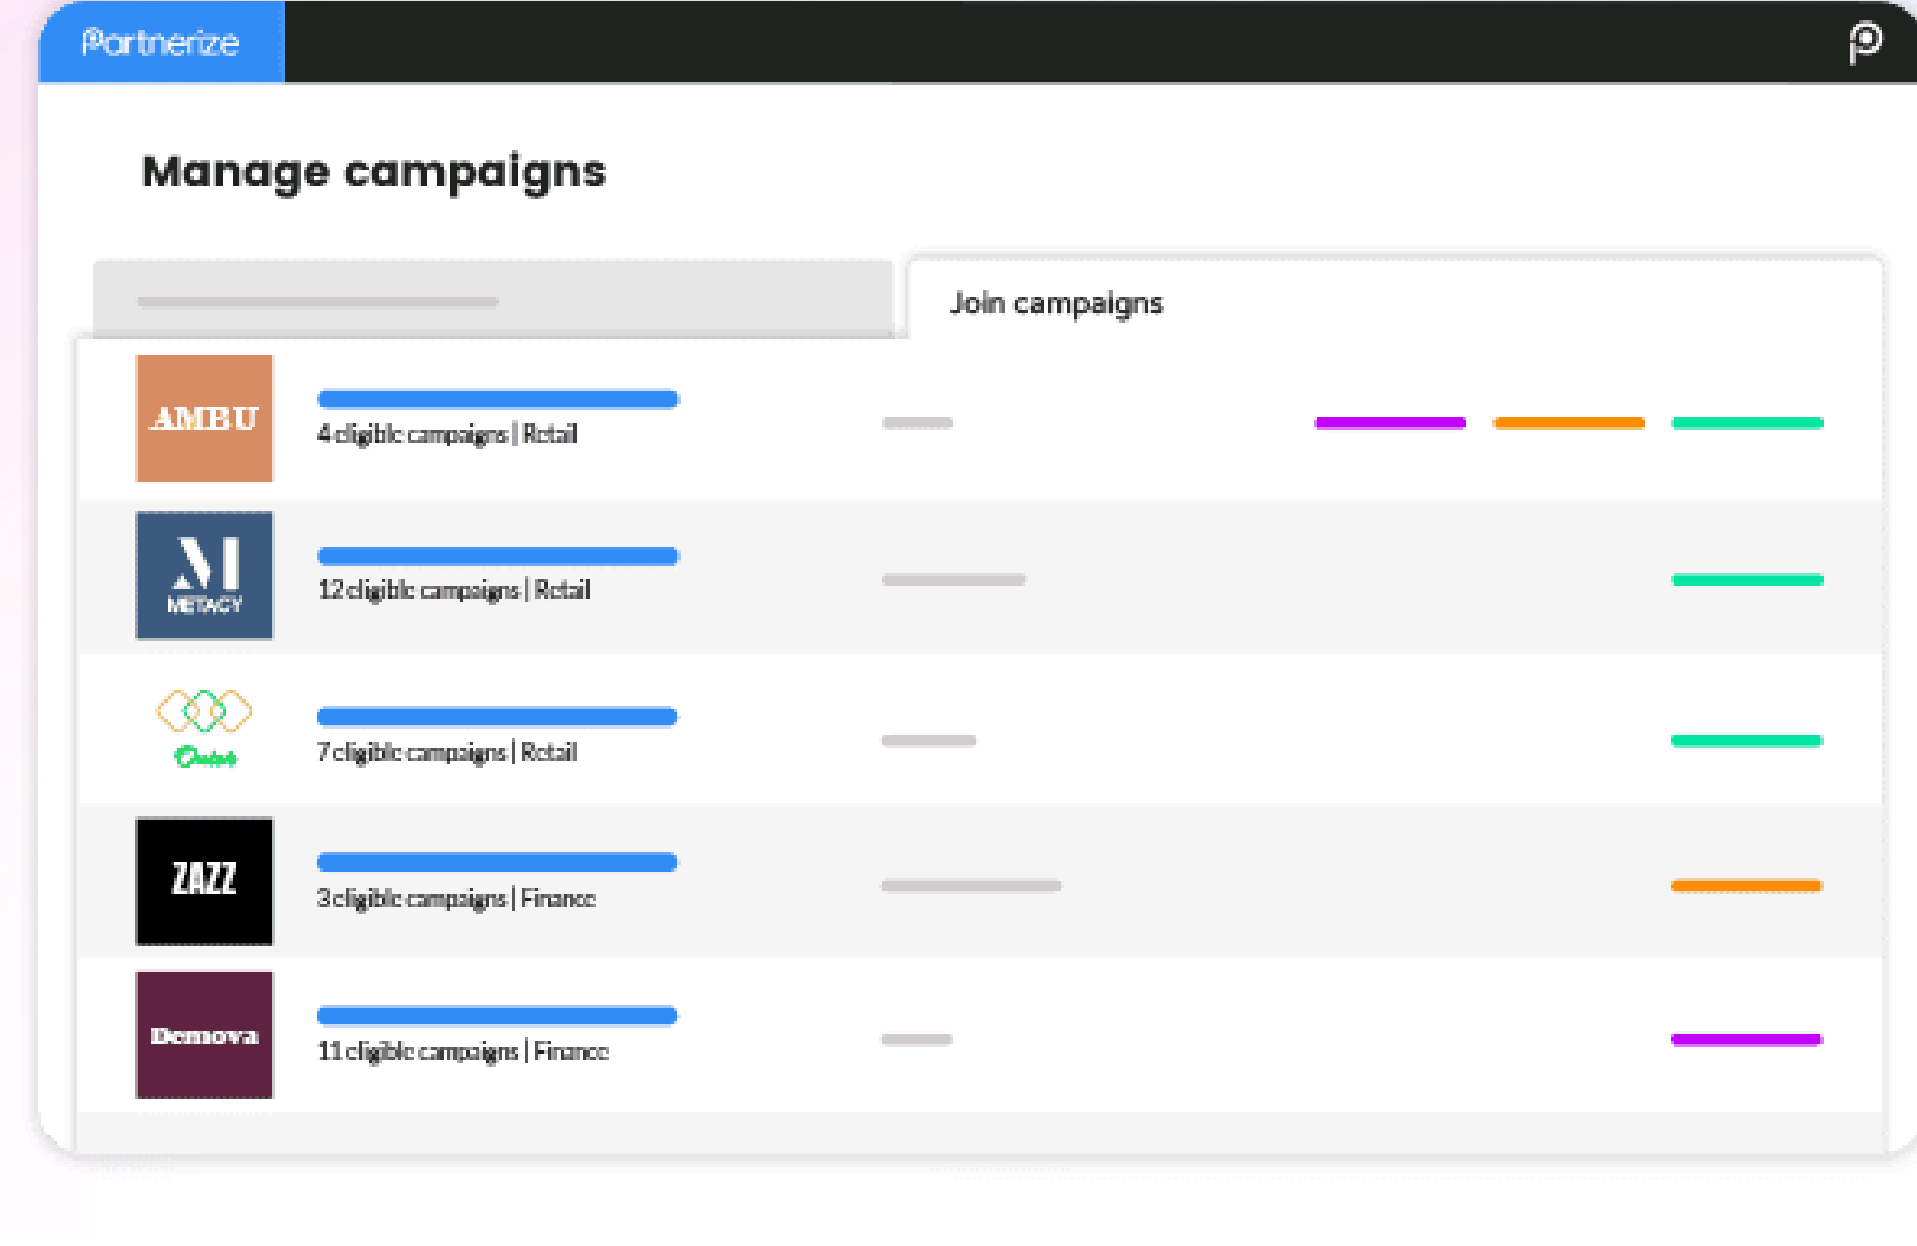 Partnerize
Manage campaigns
Join campaigns
AMBU
4 eligible campaigns | Retail
M
METACY
12 eligible campaigns | Retail
7 eligible campaigns | Retail
ZAZZ
3 eligible campaigns | Finance
Demova
11 eligible campaigns | Finance